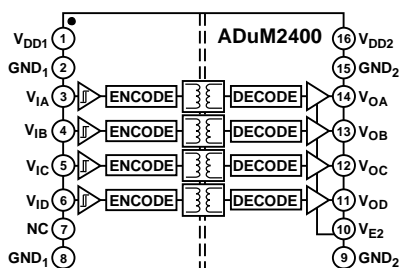 ADuM2400
VDD1 1 16 VDD2
GND1 2 15 GND2
VIA 3 ENCODE DECODE 14 VOA
VIB 4 ENCODE DECODE 13 VOB
VIC 5 ENCODE DECODE 12 VOC
VID 6 ENCODE DECODE 11 VOD
NC 7 10 VE2
GND1 8 9 GND2